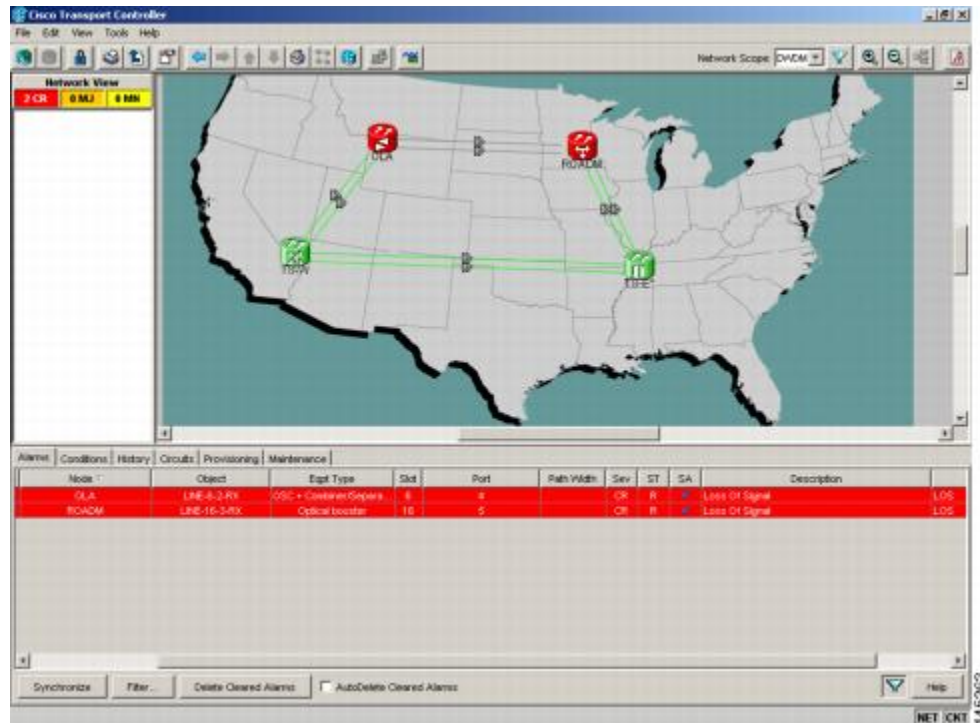 Cisco Transport Controller
File Edit View Tools Help
Network Scope DWDM
Network View
2 CR 0 MJ 0 MN
OLA
ROADM
Alarms Conditions History Circuits Provisioning Maintenance
Node Object Eqpt Type Slot Port Path Width Sev ST SA Description
OLA LINE-8-2-RX OSC + Combiner/Separa... 8 4 CR R Loss Of Signal LOS
ROADM LINE-16-3-RX Optical booster 16 5 CR R Loss Of Signal LOS
Synchronize Filter... Delete Cleared Alarms AutoDelete Cleared Alarms Help
NET CKT